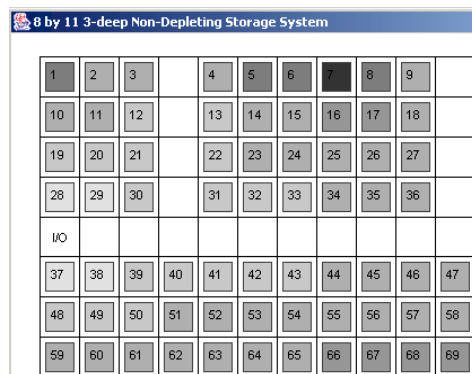 8 by 11 3-deep Non-Depleting Storage System
1 2 3 4 5 6 7 8 9
10 11 12 13 14 15 16 17 18
19 20 21 22 23 24 25 26 27
28 29 30 31 32 33 34 35 36
I/O
37 38 39 40 41 42 43 44 45 46 47
48 49 50 51 52 53 54 55 56 57 58
59 60 61 62 63 64 65 66 67 68 69